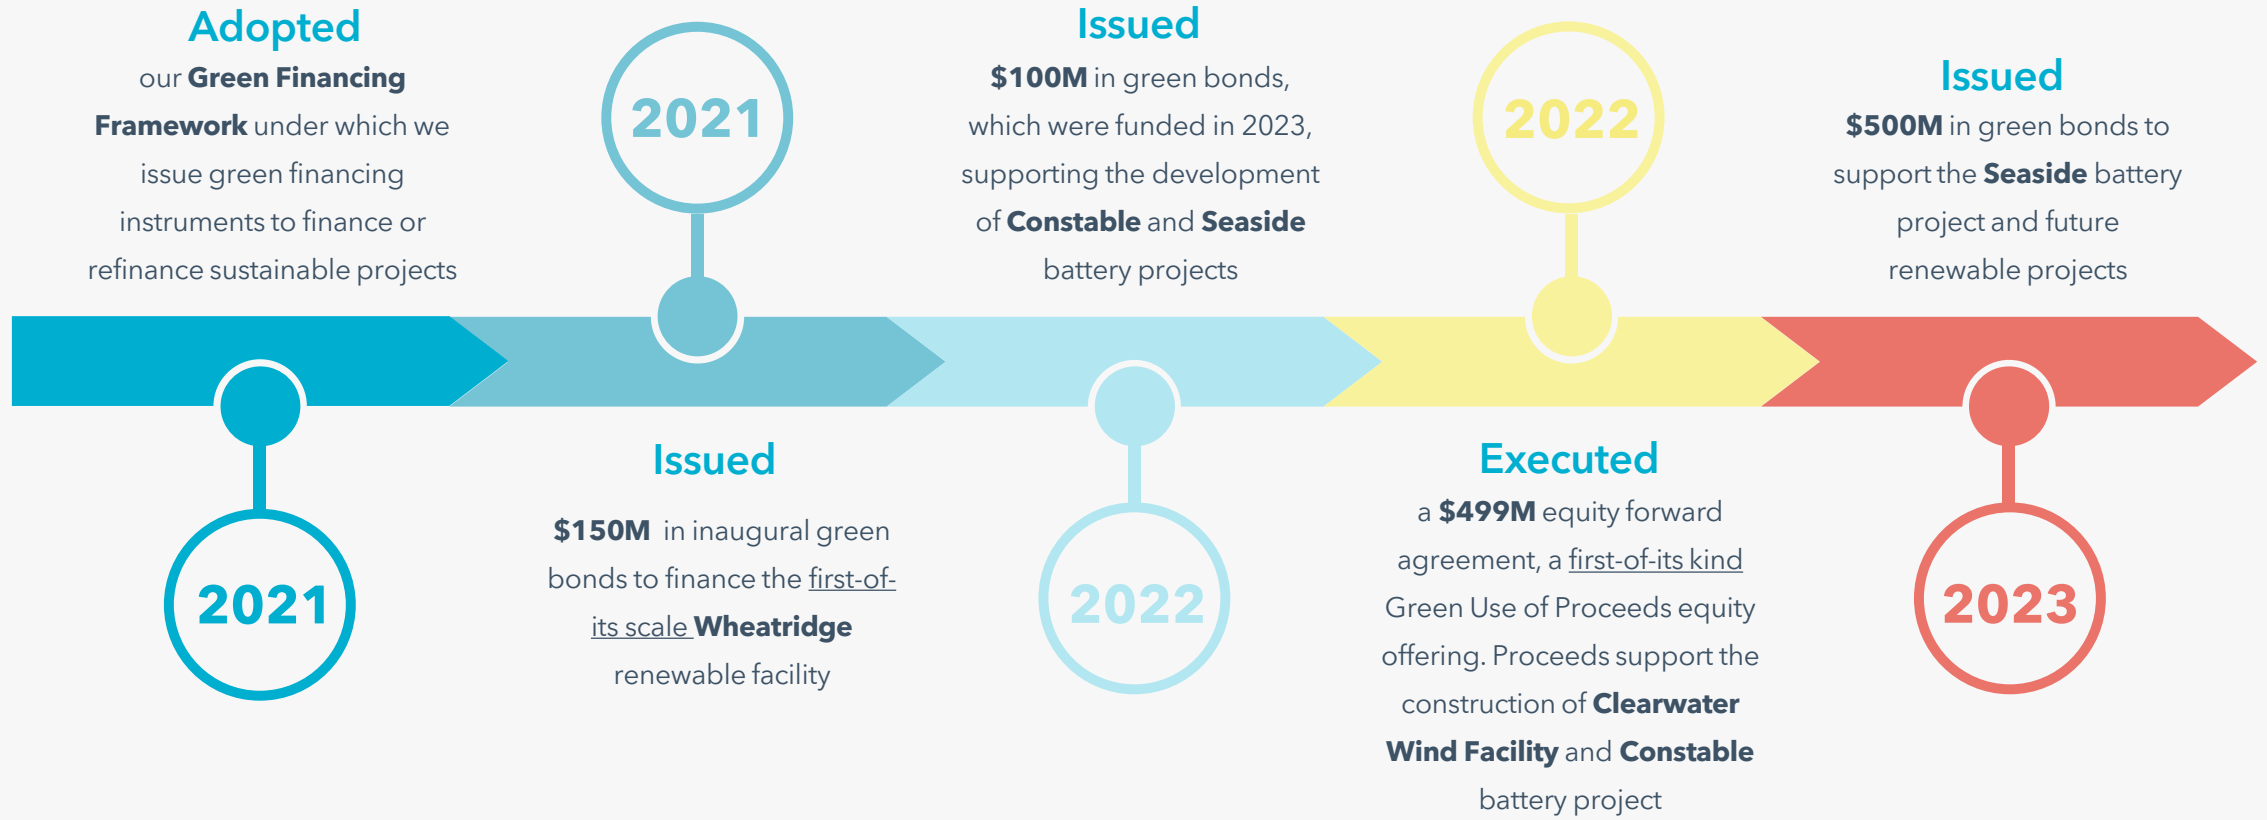 Adopted
our Green Financing
Framework under which we
issue green financing
instruments to finance or
refinance sustainable projects
2021
2021
Issued
$150M in inaugural green
bonds to finance the first-of-
its scale Wheatridge
renewable facility
Issued
$100M in green bonds,
which were funded in 2023,
supporting the development
of Constable and Seaside
battery projects
2022
2022
Executed
a $499M equity forward
agreement, a first-of-its kind
Green Use of Proceeds equity
offering. Proceeds support the
construction of Clearwater
Wind Facility and Constable
battery project
Issued
$500M in green bonds to
support the Seaside battery
project and future
renewable projects
2023